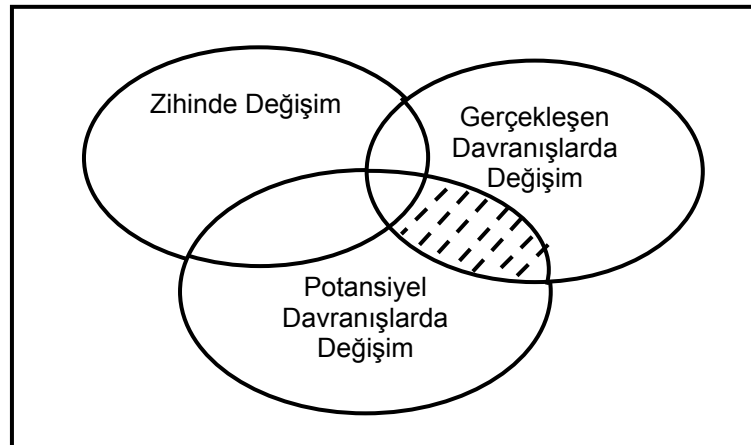 Zihinde Değişim
Gerçekleşen
Davranışlarda
Değişim
Potansiyel
Davranışlarda
Değişim